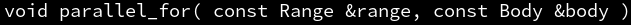 void parallel_for( const Range &range, const Body &body )